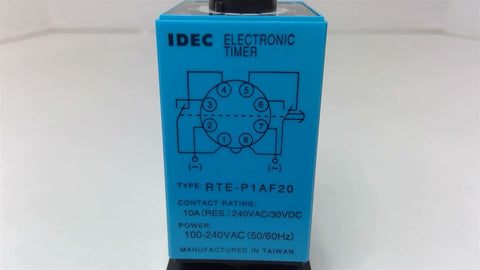 IDEC ELECTRONIC
TIMER
4 5
3 6
2 7
1 8
(~) (~)
TYPE: RTE-P1AF20
CONTACT RATING:
10A (RES.) 240VAC/30VDC
POWER:
100-240VAC (50/60Hz)
MANUFACTURED IN TAIWAN